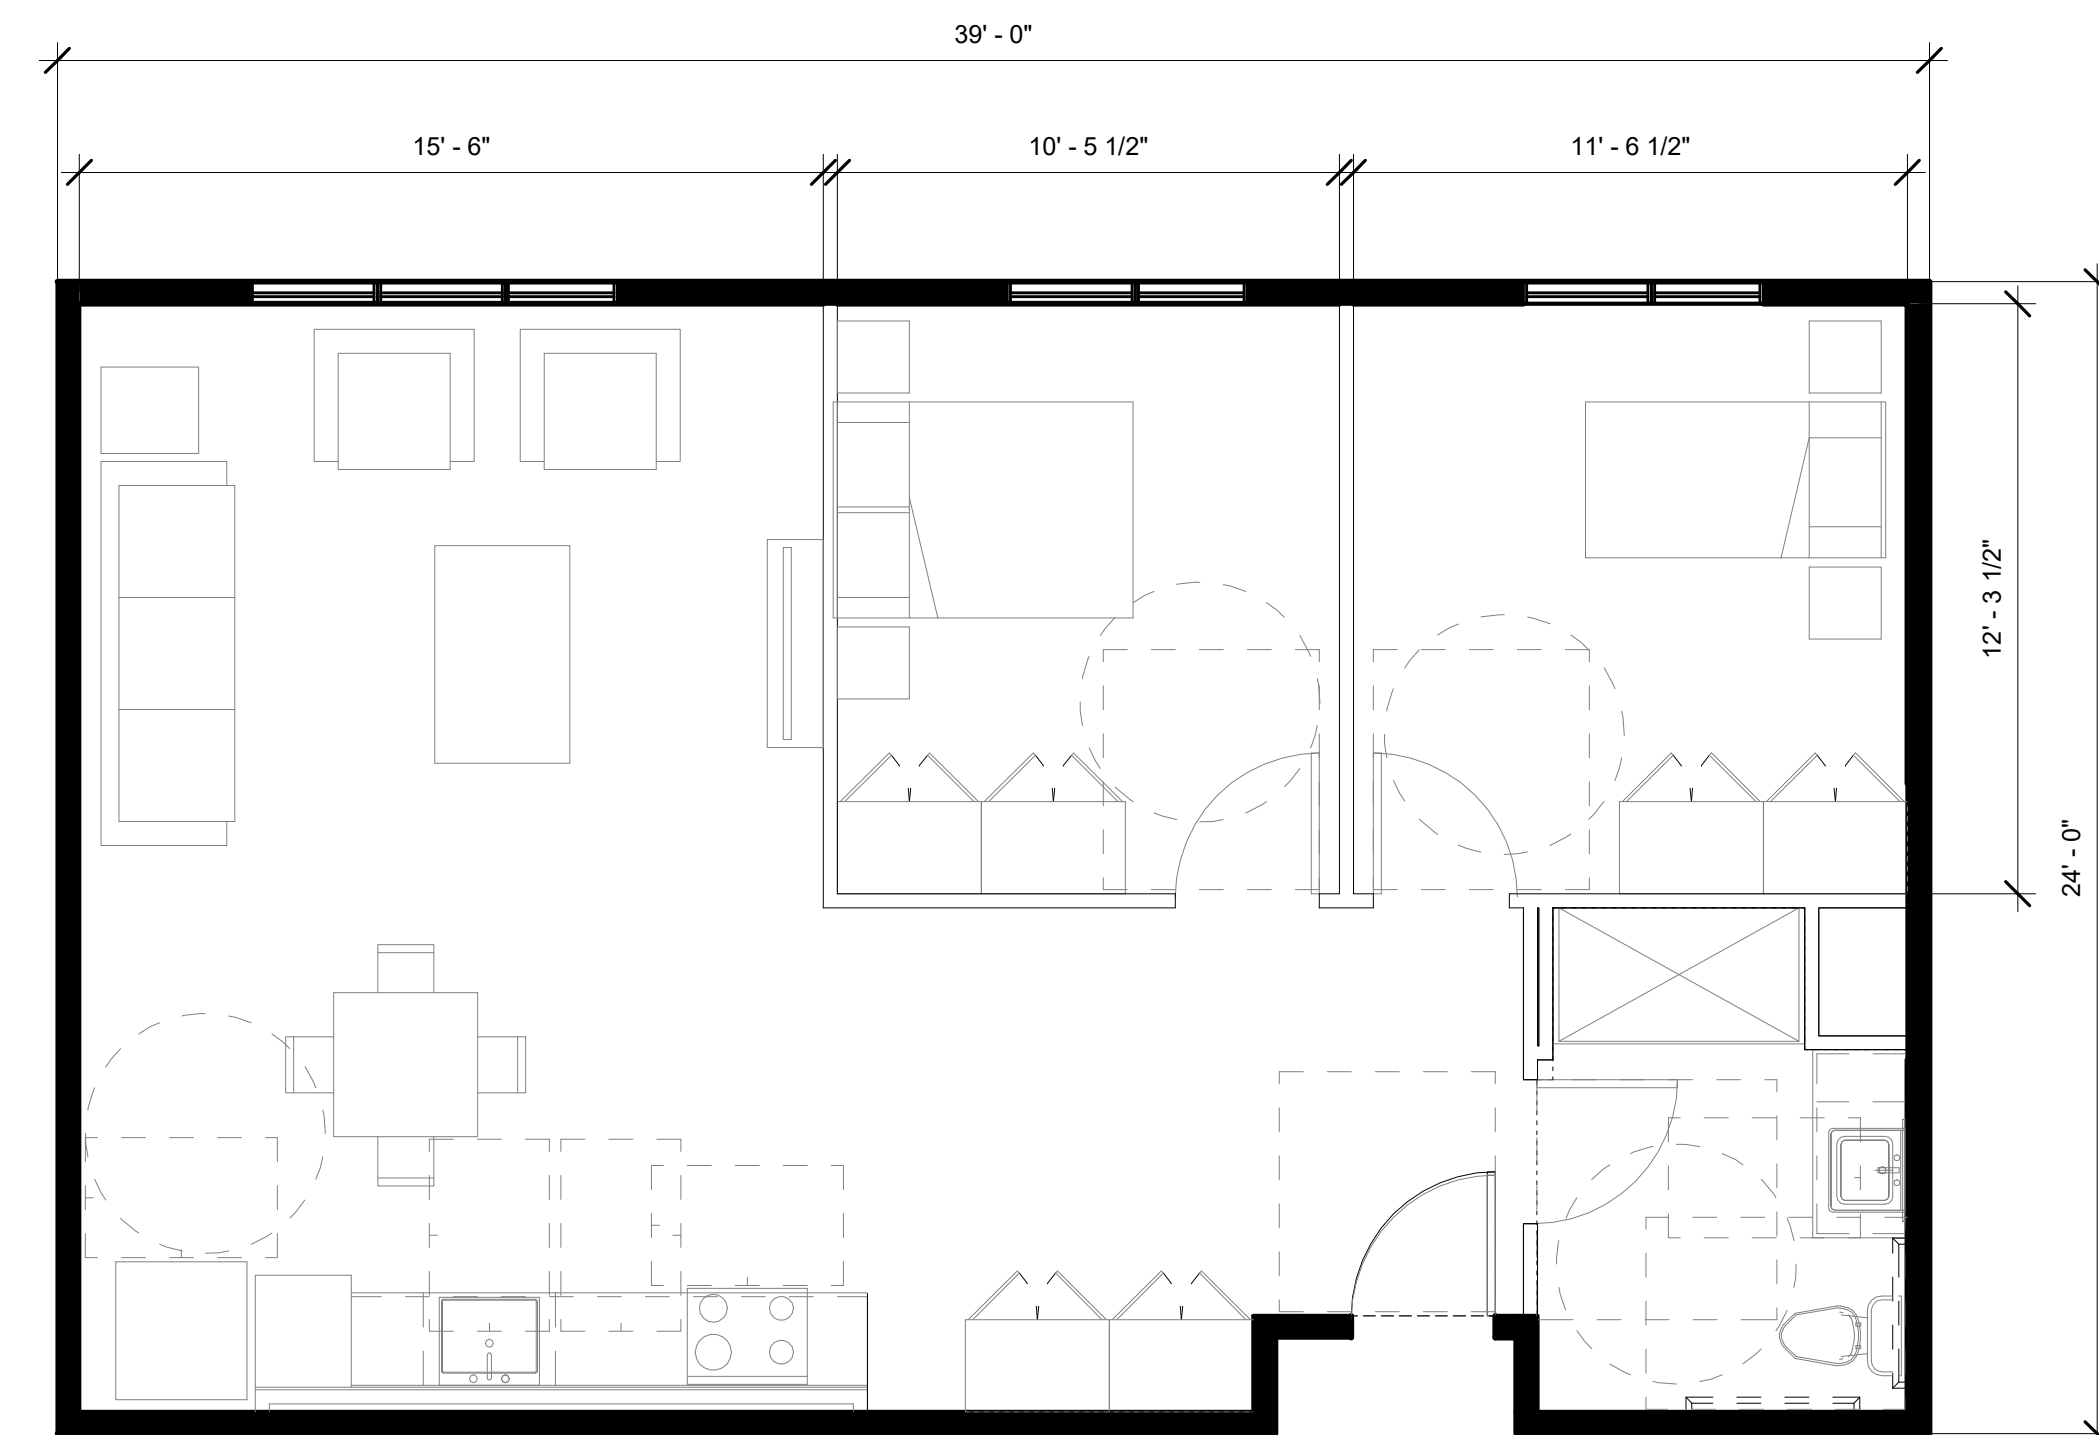 39' - 0"
15' - 6"
10' - 5 1/2"
11' - 6 1/2"
12' - 3 1/2"
24' - 0"